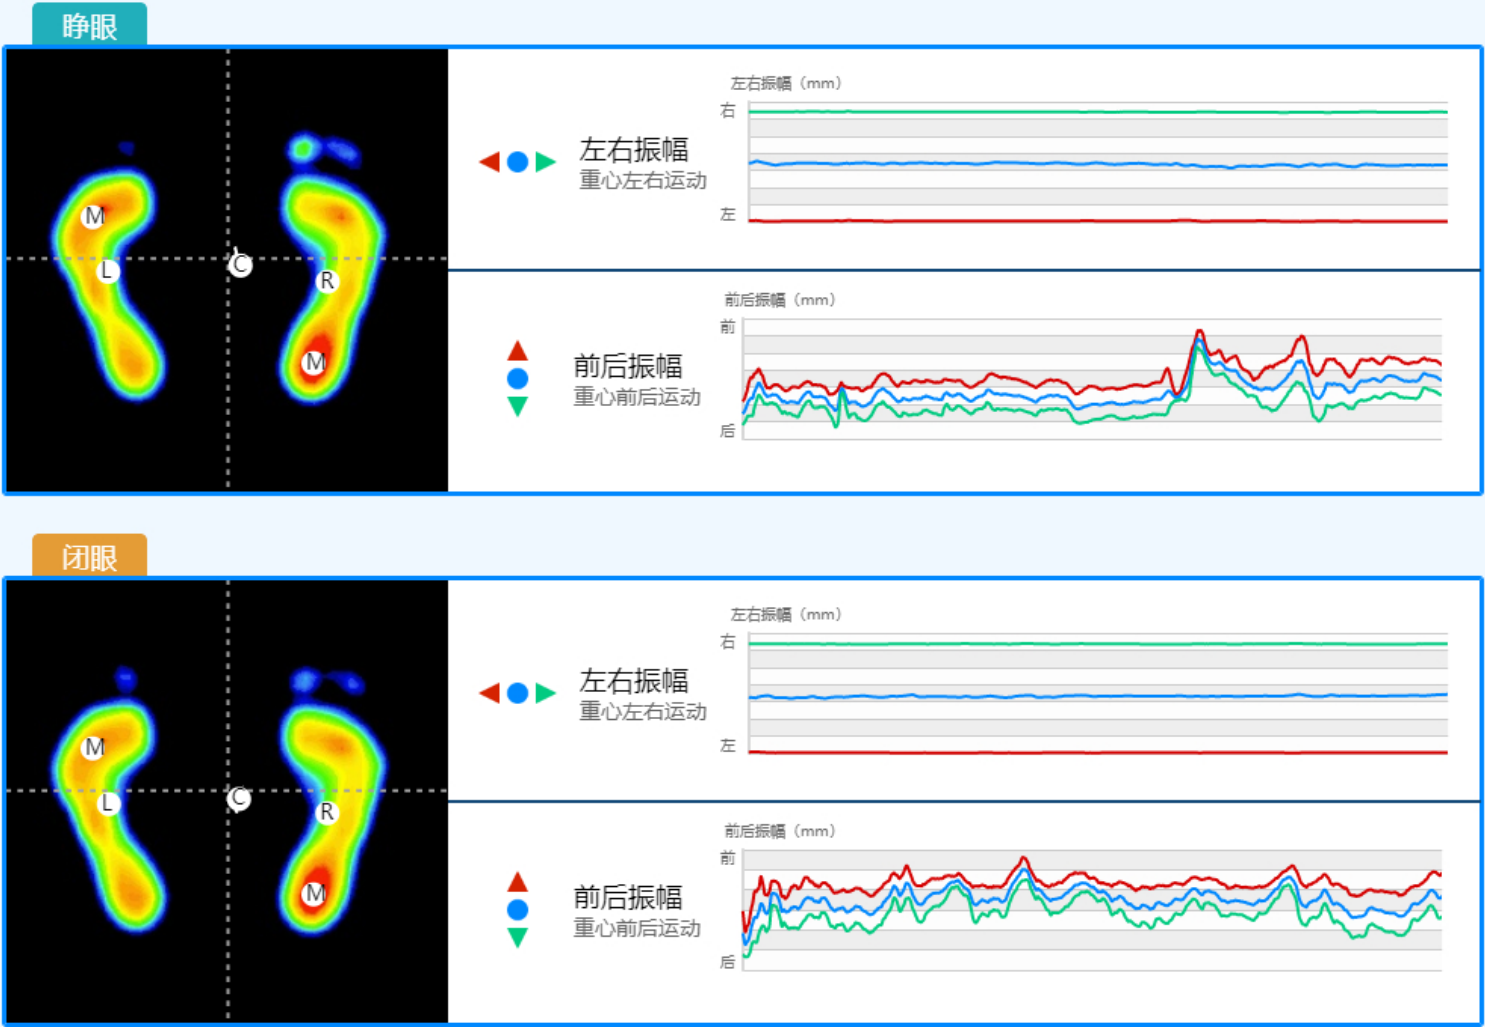 睁眼
左右振幅（mm）
右
左右振幅
重心左右运动
左
M
L
C
R
M
前后振幅（mm）
前
前后振幅
重心前后运动
后
闭眼
左右振幅（mm）
右
左右振幅
重心左右运动
左
M
L
C
R
M
前后振幅（mm）
前
前后振幅
重心前后运动
后